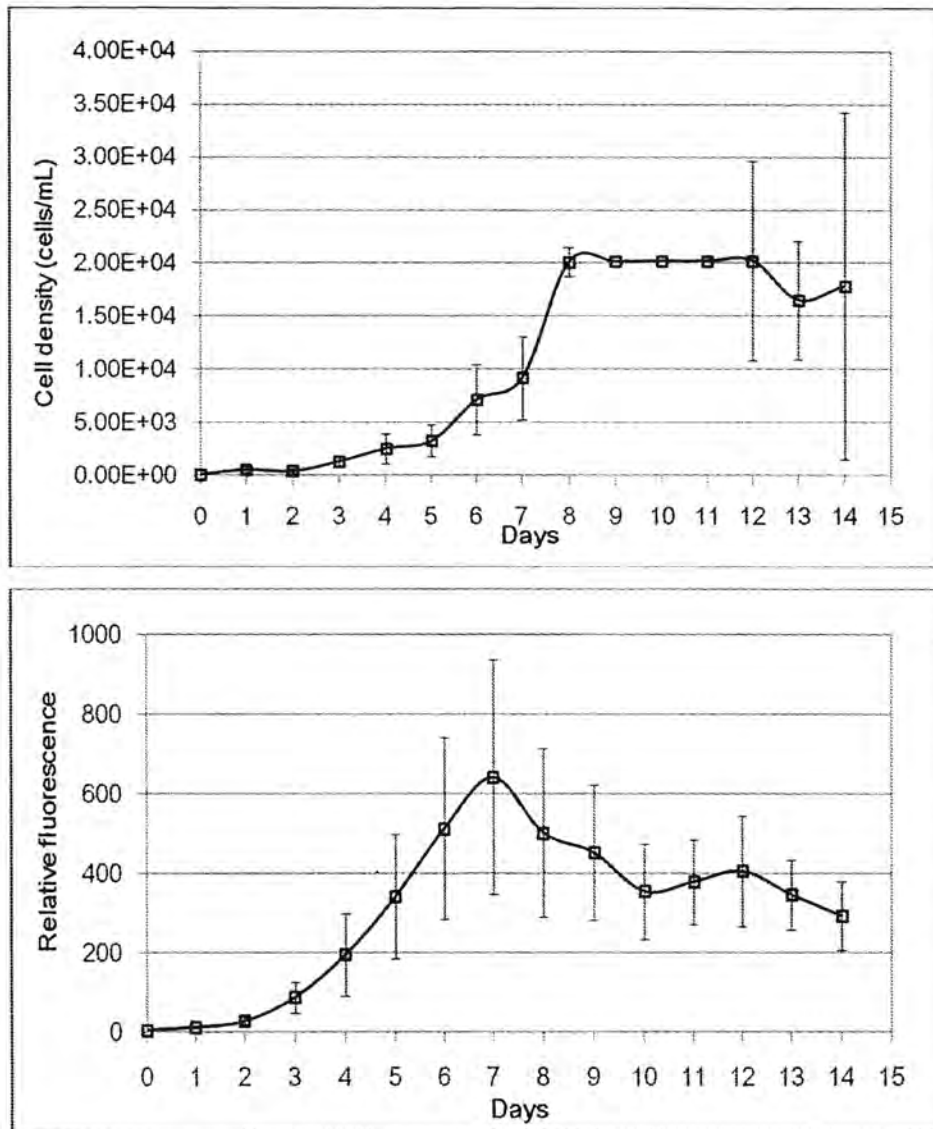 4.00E+04
3.50E+04
3.00E+04
2.50E+04
2.00E+04
1.50E+04
1.00E+04
5.00E+03
0.00E+00
Cell density (cells/mL)
0 1 2 3 4 5 6 7 8 9 10 11 12 13 14 15
Days
1000
800
600
400
200
0
Relative fluorescence
0 1 2 3 4 5 6 7 8 9 10 11 12 13 14 15
Days